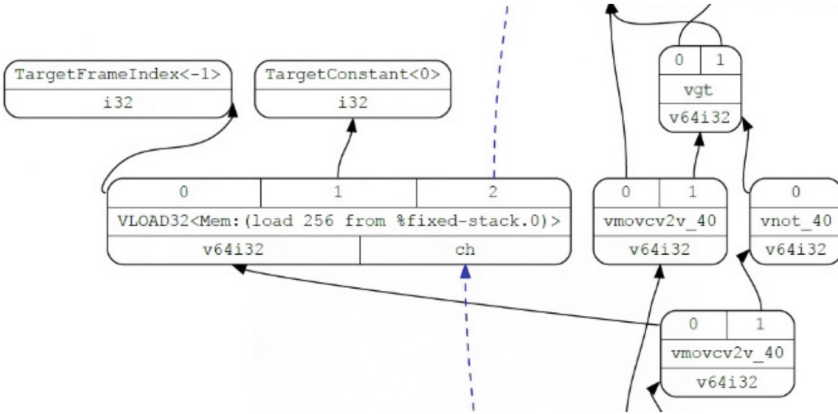 0 1
vgt
v64i32
TargetFrameIndex<-1>
i32
TargetConstant<0>
i32
0 1 2
VLOAD32<Mem:(load 256 from %fixed-stack.0)>
v64i32 ch
0 1
vmovcv2v_40
v64i32
0
vnot_40
v64i32
0 1
vmovcv2v_40
v64i32